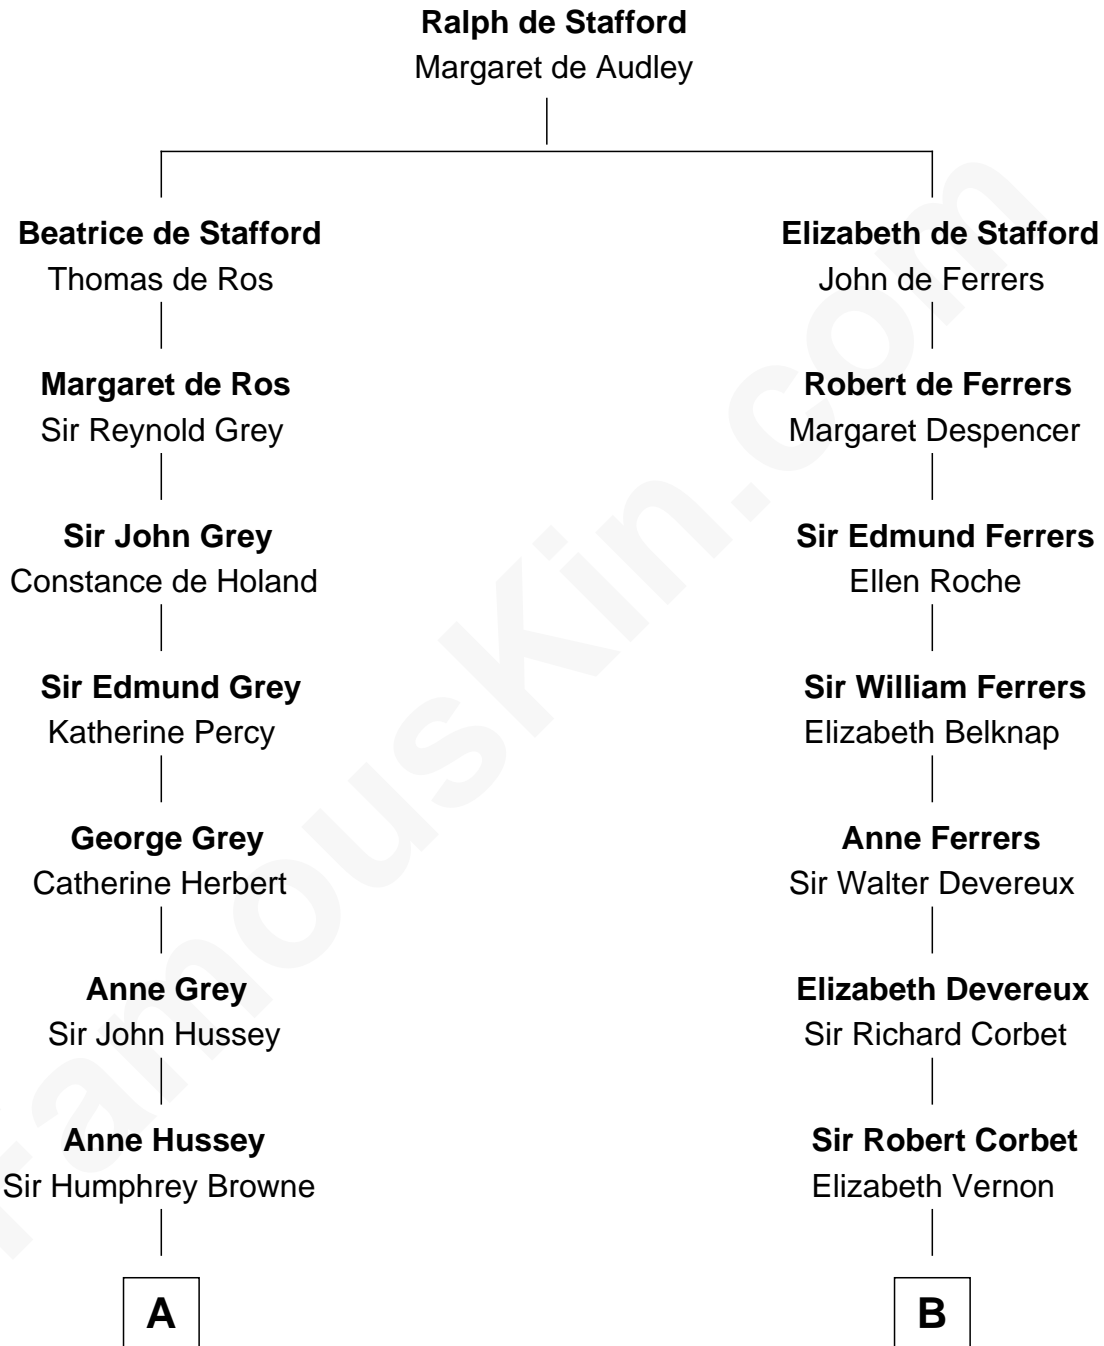 Ralph de Stafford
Margaret de Audley
Beatrice de Stafford
Thomas de Ros
Margaret de Ros
Sir Reynold Grey
Sir John Grey
Constance de Holand
Sir Edmund Grey
Katherine Percy
George Grey
Catherine Herbert
Anne Grey
Sir John Hussey
Anne Hussey
Sir Humphrey Browne
A
Elizabeth de Stafford
John de Ferrers
Robert de Ferrers
Margaret Despencer
Sir Edmund Ferrers
Ellen Roche
Sir William Ferrers
Elizabeth Belknap
Anne Ferrers
Sir Walter Devereux
Elizabeth Devereux
Sir Richard Corbet
Sir Robert Corbet
Elizabeth Vernon
B
FamousKin.com